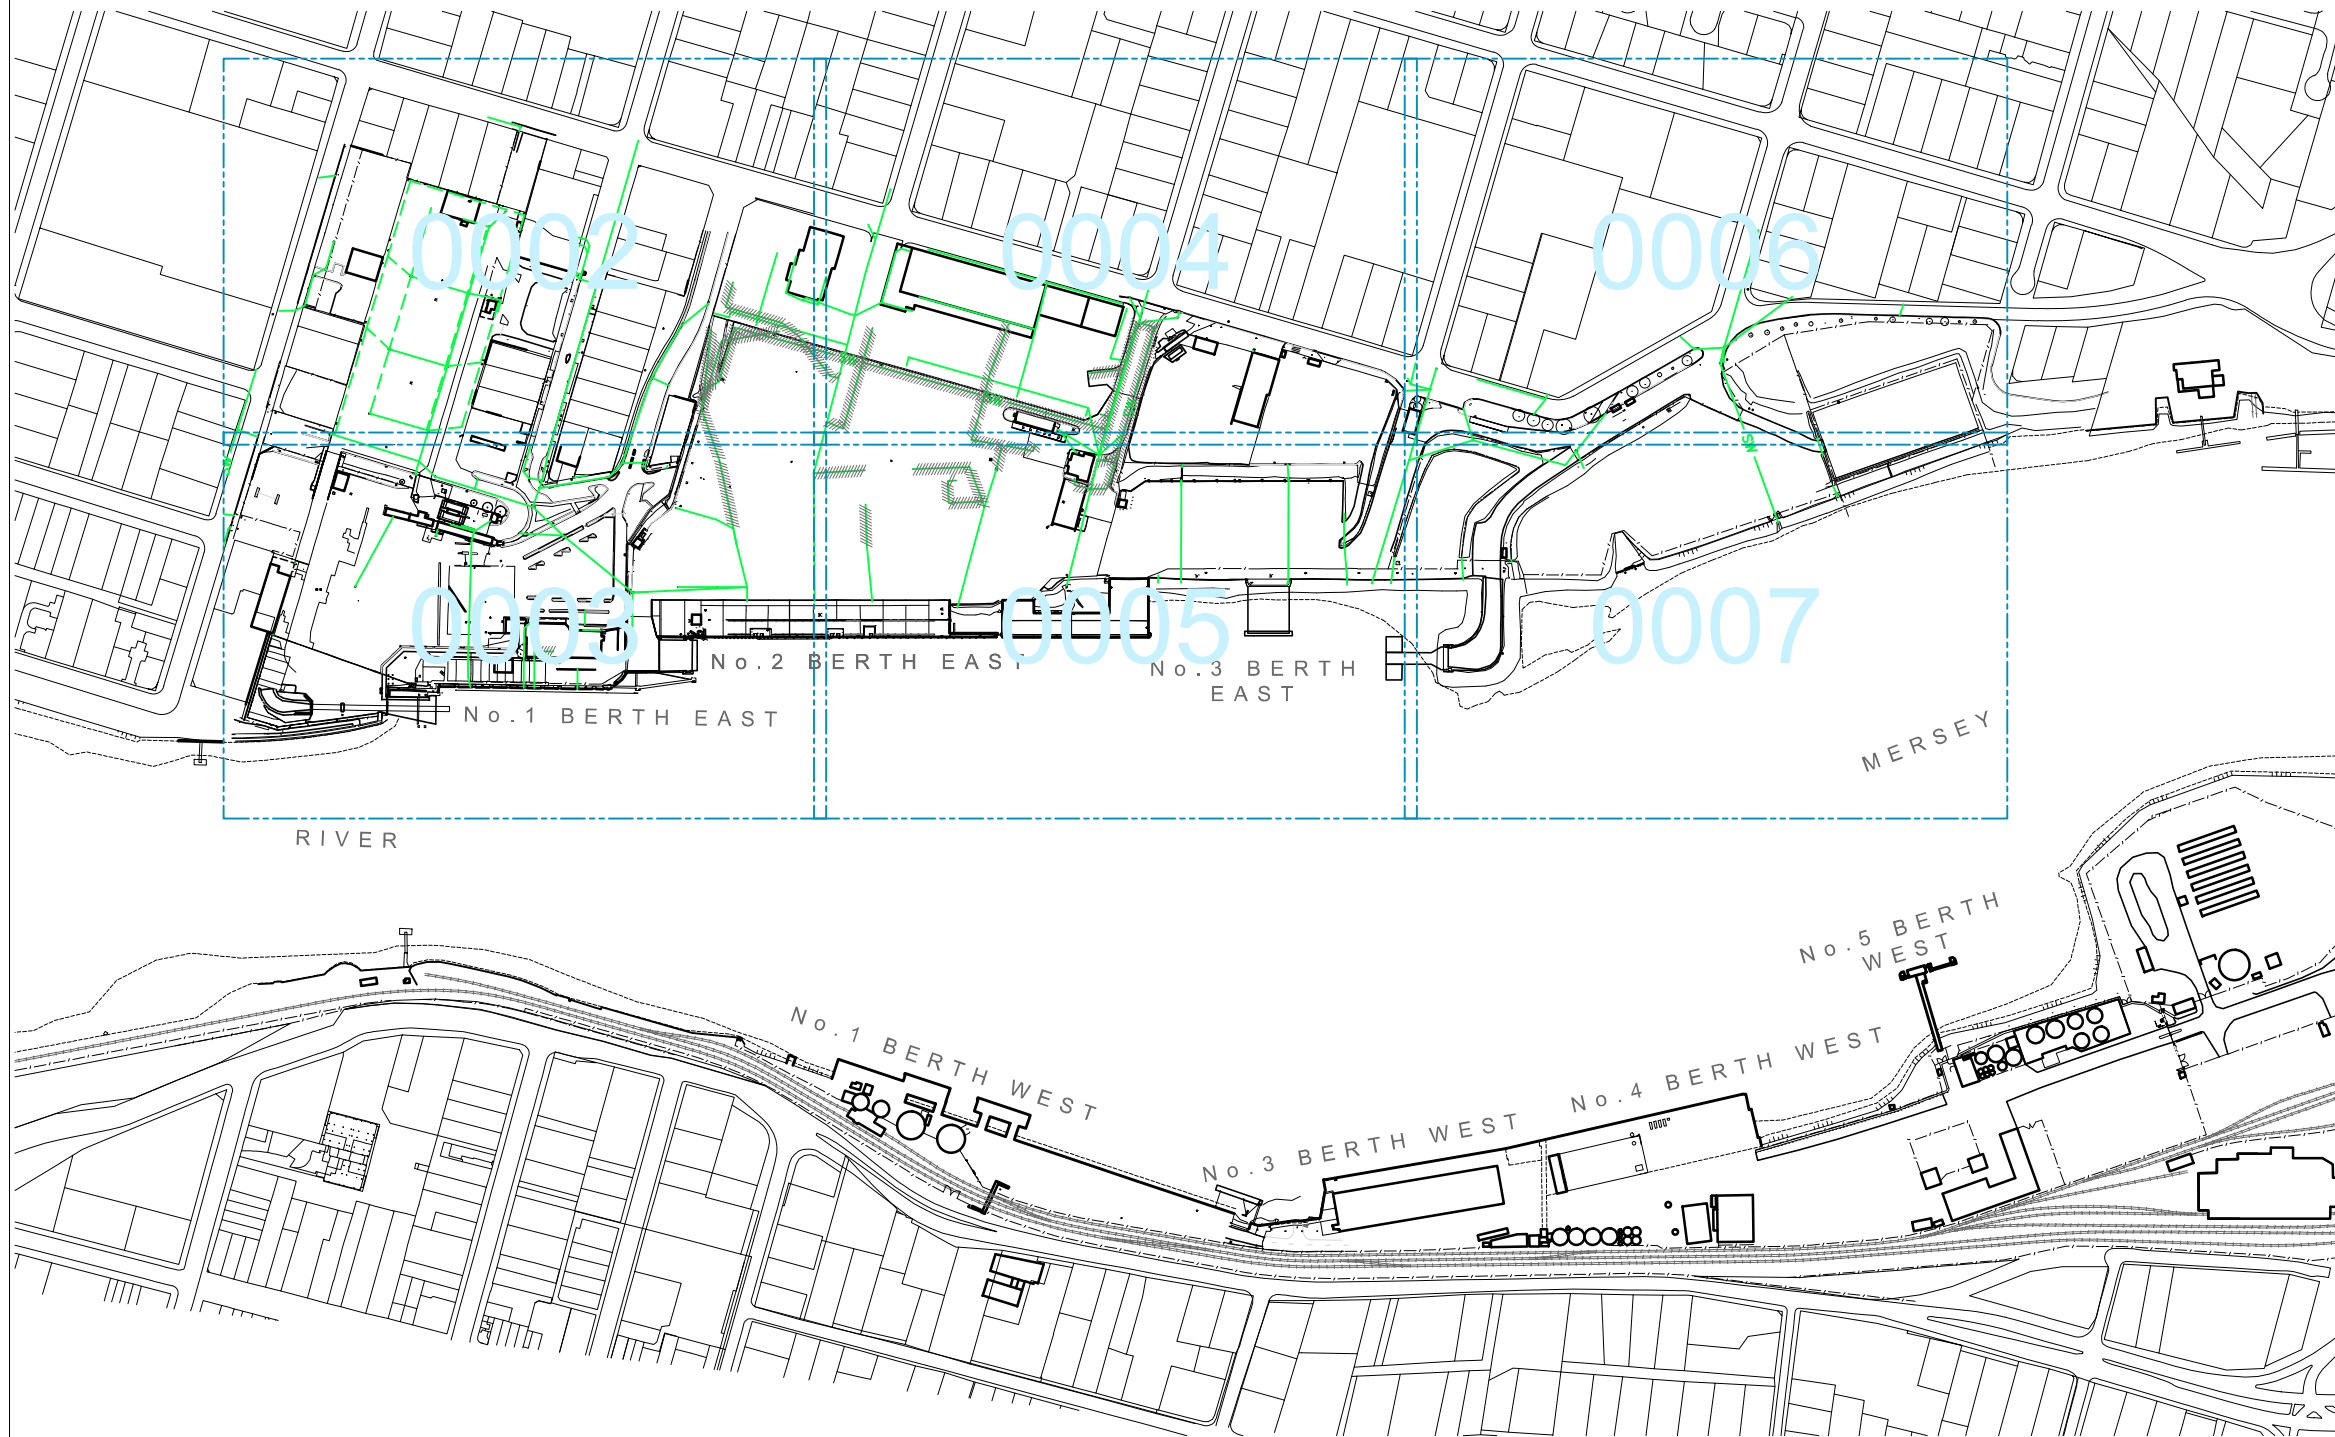 0002
0004
0006
SW
0003
0005
0007
No.2 BERTH EAST
No.3 BERTH
EAST
No.1 BERTH EAST
MERSEY
RIVER
No.5 BERTH
WEST
No.1 BERTH WEST
No.4 BERTH WEST
No.3 BERTH WEST